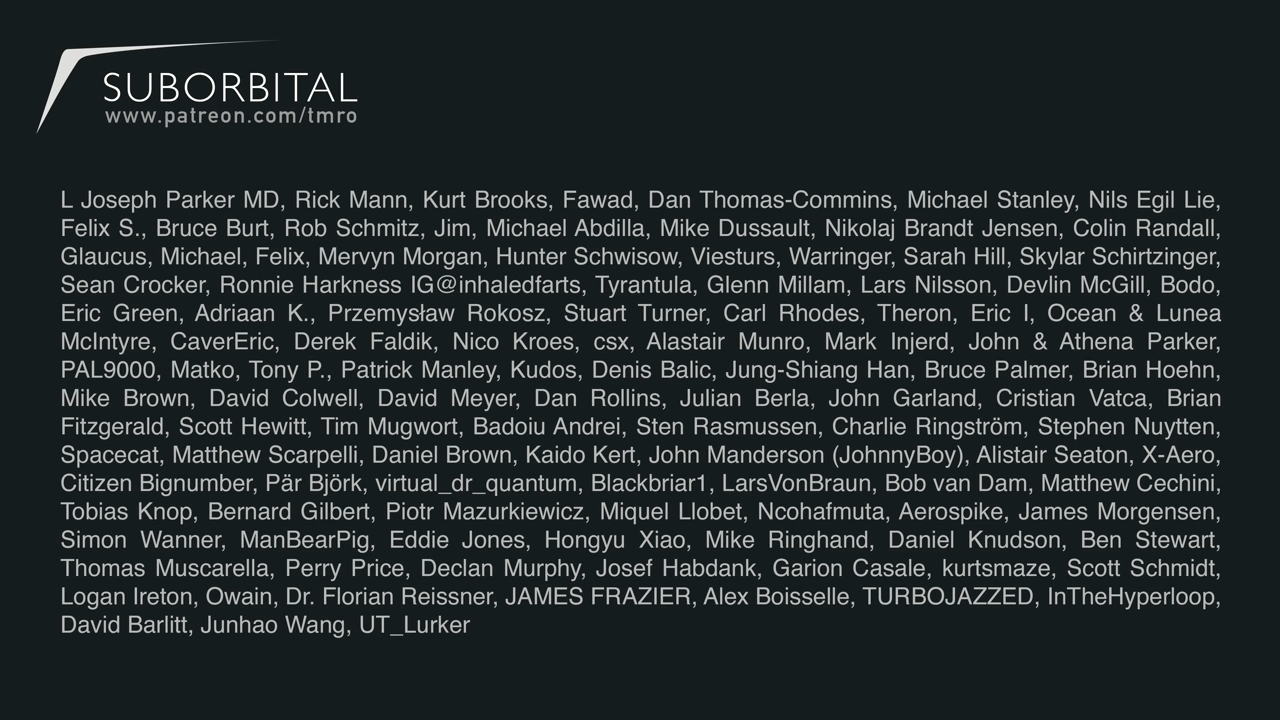 SUBORBITAL
www.patreon.com/tmro
L Joseph Parker MD, Rick Mann, Kurt Brooks, Fawad, Dan Thomas-Commins, Michael Stanley, Nils Egil Lie,
Felix S., Bruce Burt, Rob Schmitz, Jim, Michael Abdilla, Mike Dussault, Nikolaj Brandt Jensen, Colin Randall,
Glaucus, Michael, Felix, Mervyn Morgan, Hunter Schwisow, Viesturs, Warringer, Sarah Hill, Skylar Schirtzinger,
Sean Crocker, Ronnie Harkness IG@inhaledfarts, Tyrantula, Glenn Millam, Lars Nilsson, Devlin McGill, Bodo,
Eric Green, Adriaan K., Przemysław Rokosz, Stuart Turner, Carl Rhodes, Theron, Eric I, Ocean & Lunea
McIntyre, CaverEric, Derek Faldik, Nico Kroes, csx, Alastair Munro, Mark Injerd, John & Athena Parker,
PAL9000, Matko, Tony P., Patrick Manley, Kudos, Denis Balic, Jung-Shiang Han, Bruce Palmer, Brian Hoehn,
Mike Brown, David Colwell, David Meyer, Dan Rollins, Julian Berla, John Garland, Cristian Vatca, Brian
Fitzgerald, Scott Hewitt, Tim Mugwort, Badoiu Andrei, Sten Rasmussen, Charlie Ringström, Stephen Nuytten,
Spacecat, Matthew Scarpelli, Daniel Brown, Kaido Kert, John Manderson (JohnnyBoy), Alistair Seaton, X-Aero,
Citizen Bignumber, Pär Björk, virtual_dr_quantum, Blackbriar1, LarsVonBraun, Bob van Dam, Matthew Cechini,
Tobias Knop, Bernard Gilbert, Piotr Mazurkiewicz, Miquel Llobet, Ncohafmuta, Aerospike, James Morgensen,
Simon Wanner, ManBearPig, Eddie Jones, Hongyu Xiao, Mike Ringhand, Daniel Knudson, Ben Stewart,
Thomas Muscarella, Perry Price, Declan Murphy, Josef Habdank, Garion Casale, kurtsmaze, Scott Schmidt,
Logan Ireton, Owain, Dr. Florian Reissner, JAMES FRAZIER, Alex Boisselle, TURBOJAZZED, InTheHyperloop,
David Barlitt, Junhao Wang, UT_Lurker